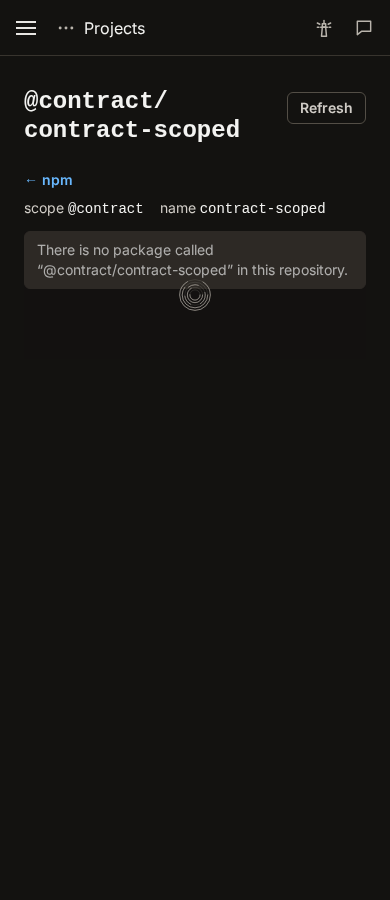 Projects
@contract/
contract-scoped
Refresh
← npm
scope @contract name contract-scoped
There is no package called
“@contract/contract-scoped” in this repository.